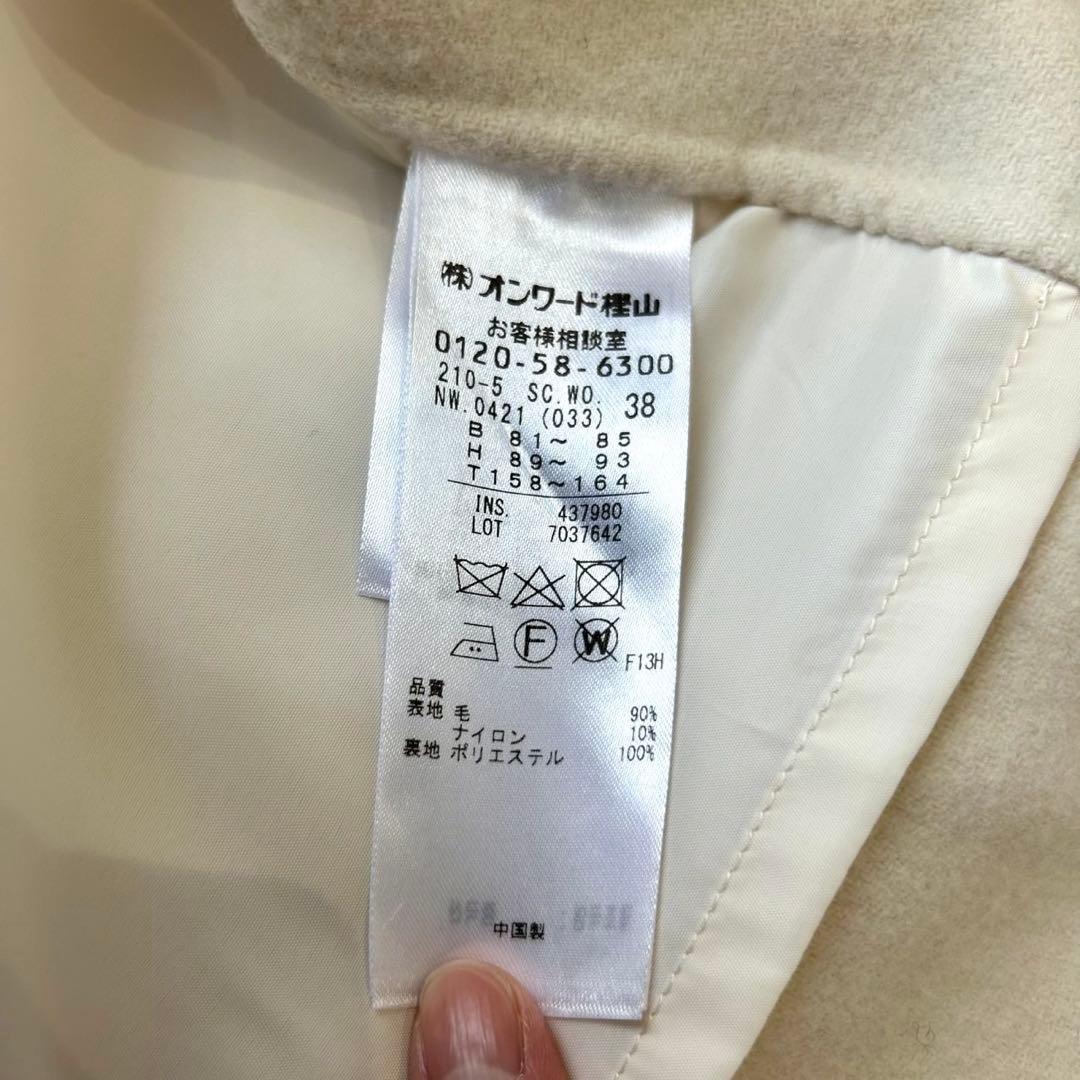 (株)オンワード樫山
お客様相談室
0120-58-6300
210-5 SC.WO. 38
NW.0421 (033)
B 81~ 85
H 89~ 93
T158~164
INS. 437980
LOT 7037642
F
W
F13H
品質
表地 毛 90%
ナイロン 10%
裏地 ポリエステル 100%
中国製